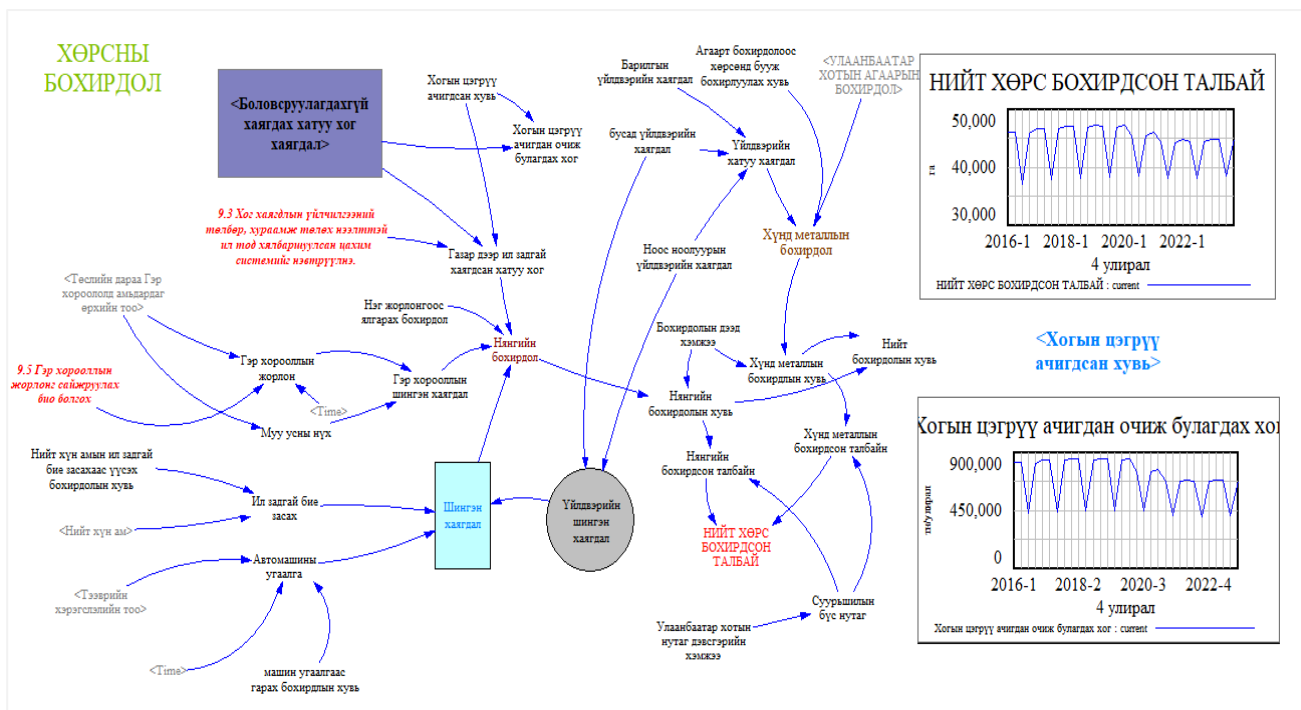 ХӨРСНЫ
БОХИРДОЛ
<Боловсруулагдахгүй
хаягдах хатуу хог
хаягдал>
Хогын цэгрүү
ачигдсан хувь
Хогын цэгрүү
ачигдан очиж
булагдах хог
9.3 Хог хаягдлын үйлчилгээний
төлбөр, хураамж төлөх нээлттэй
ил тод хялбаршуулсан цахим
системийг нэвтрүүлнэ.
Газар дээр ил задгай
хаягдсан хатуу хог
Барилгын
үйлдвэрийн хаягдал
Агаарт бохирдолоос
хөрсөнд бууж
бохирлуулах хувь
<УЛААНБААТАР
ХОТЫН АГААРЫН
БОХИРДОЛ>
бусад үйлдвэрийн
хаягдал
Үйлдвэрийн
хатуу хаягдал
Хүнд металлын
бохирдол
Ноос ноолуурын
үйлдвэрийн хаягдал
<Төслийн дараа Гэр
хороололд амьдардаг
өрхийн тоо>
Нэг жорлонгоос
ялгарах бохирдол
Нянгийн
бохирдол
Гэр хорооллын
жорлон
9.5 Гэр хорооллын
жорлонг сайжруулах
био болгох
Гэр хорооллын
шингэн хаягдал
<Time>
Муу усны нүх
Бохирдолын дээд
хэмжээ
Хүнд металлын
бохирдлын хувь
Нийт
бохирдолын хувь
Нянгийн
бохирдолын хувь
Хүнд металлын
бохирдсон талбайн
Нянгийн
бохирдсон талбайн
НИЙТ ХӨРС
БОХИРДСОН
ТАЛБАЙ
Нийт хүн амын ил задгай
бие засахаас үүсэх
бохирдолын хувь
Ил задгай бие
засах
<Нийт хүн ам>
Шингэн
хаягдал
Үйлдвэрийн
шингэн
хаягдал
Автомашины
угаалга
<Тээврийн
хэрэгслэлийн тоо>
<Time>
машин угаалгаас
гарах бохирдлын хувь
Суурьшилын
бүс нутаг
Улаанбаатар хотын
нутаг дэвсгэрийн
хэмжээ
НИЙТ ХӨРС БОХИРДСОН ТАЛБАЙ
50,000
40,000
30,000
га
2016-1 2018-1 2020-1 2022-1
4 улирал
НИЙТ ХӨРС БОХИРДСОН ТАЛБАЙ : current
<Хогын цэгрүү
ачигдсан хувь>
Хогын цэгрүү ачигдан очиж булагдах хог
900,000
450,000
0
тн/улирал
2016-1 2018-2 2020-3 2022-4
4 улирал
Хогын цэгрүү ачигдан очиж булагдах хог : current